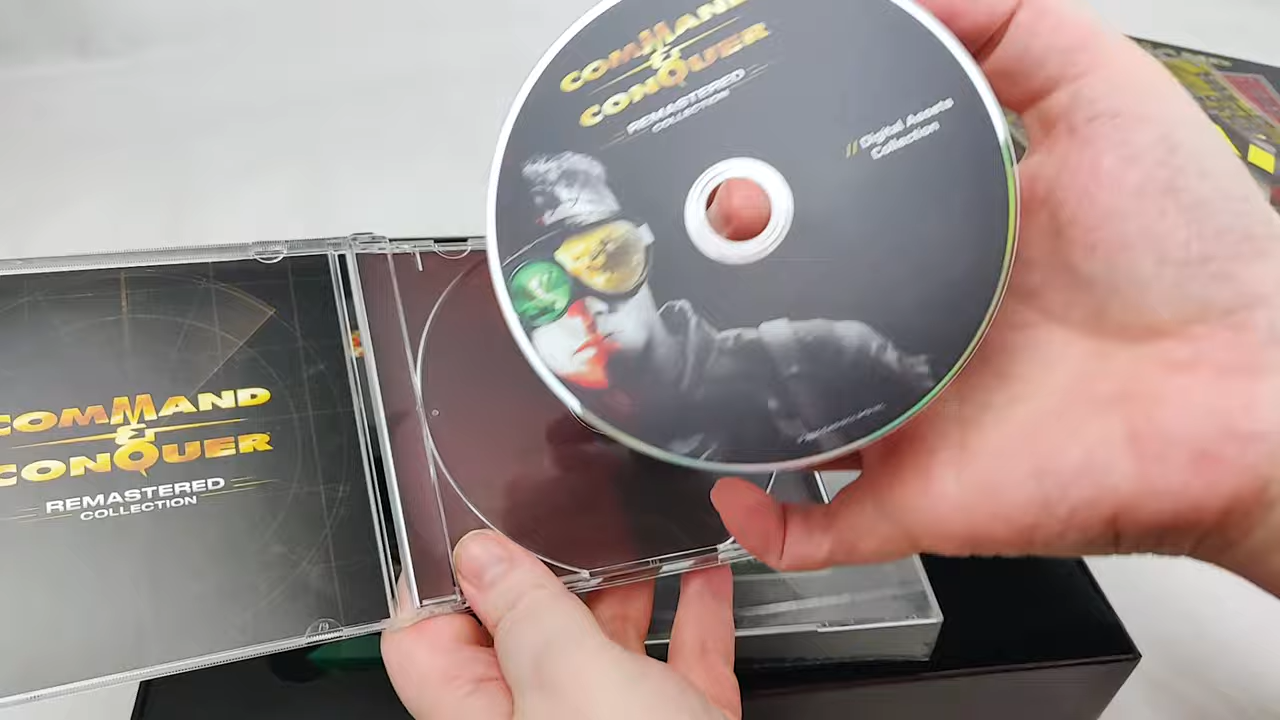 COMMAND
&
CONQUER
REMASTERED
COLLECTION
// Digital Assets
Collection
COMMAND
&
CONQUER
REMASTERED
COLLECTION